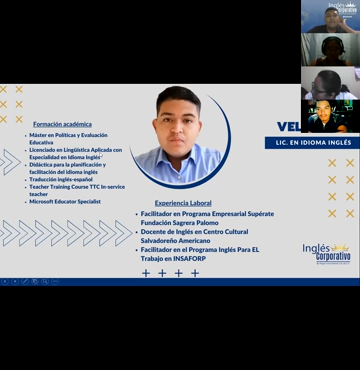 Inglés
Corporativo
Formación académica
Máster en Políticas y Evaluación
Educativa
Licenciado en Lingüística Aplicada con
Especialidad en Idioma Inglés
Didáctica para la planificación y
facilitación del idioma inglés
Traducción inglés-español
Teacher Training Course TTC In-service
teacher
Microsoft Educator Specialist
VEL
LIC. EN IDIOMA INGLÉS
Experiencia Laboral
Facilitador en Programa Empresarial Supérate
Fundación Sagrera Palomo
Docente de Inglés en Centro Cultural
Salvadoreño Americano
Facilitador en el Programa Inglés Para EL
Trabajo en INSAFORP
Inglés
Corporativo